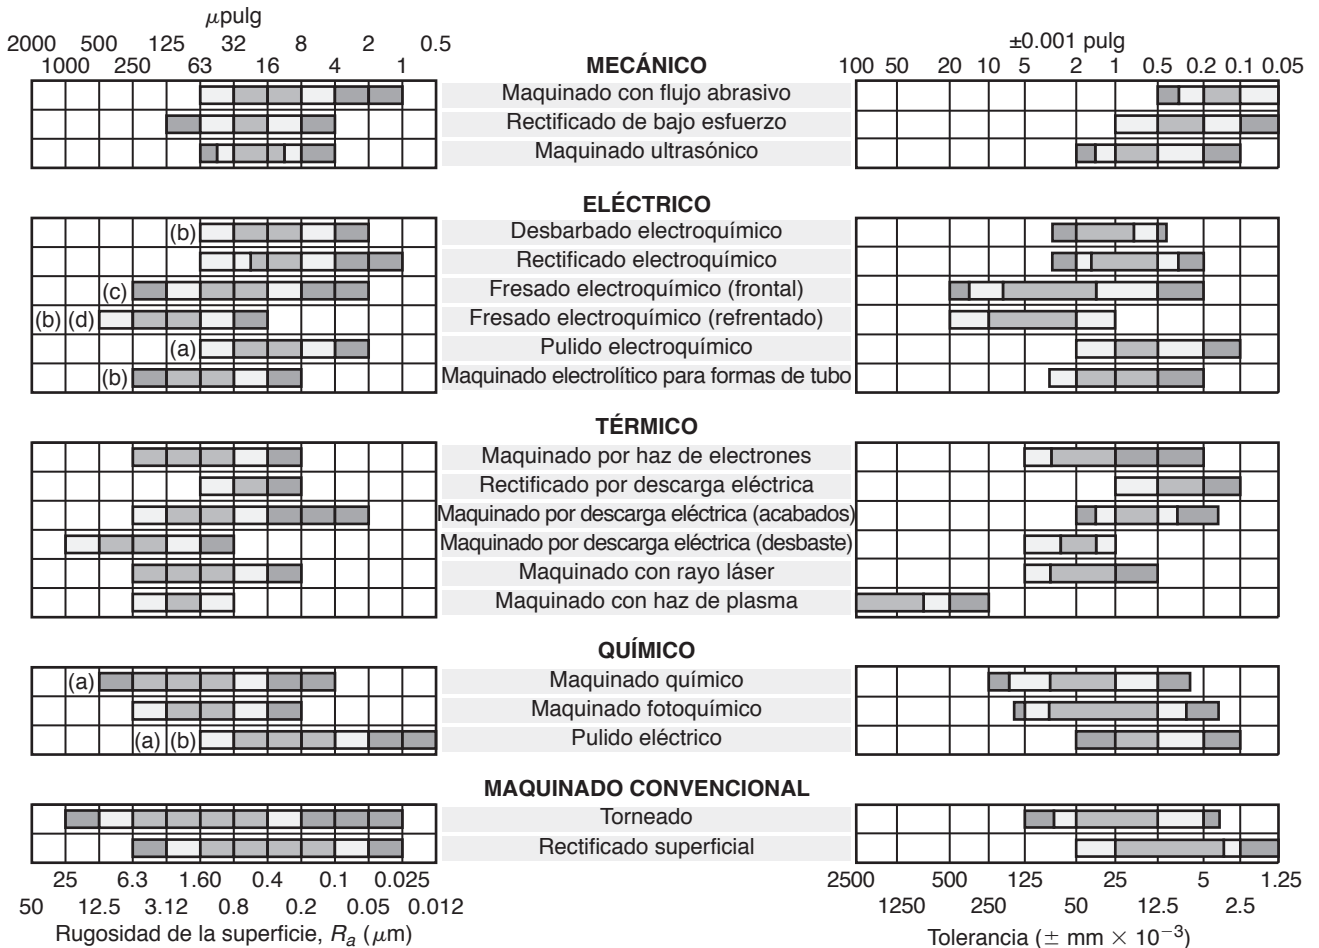 μpulg
2000 500 125 32 8 2 0.5
1000 250 63 16 4 1
±0.001 pulg
100 50 20 10 5 2 1 0.5 0.2 0.1 0.05
MECÁNICO
Maquinado con flujo abrasivo
Rectificado de bajo esfuerzo
Maquinado ultrasónico
ELÉCTRICO
(b) Desbarbado electroquímico
Rectificado electroquímico
(c) Fresado electroquímico (frontal)
(b) (d) Fresado electroquímico (refrentado)
(a) Pulido electroquímico
(b) Maquinado electrolítico para formas de tubo
TÉRMICO
Maquinado por haz de electrones
Rectificado por descarga eléctrica
Maquinado por descarga eléctrica (acabados)
Maquinado por descarga eléctrica (desbaste)
Maquinado con rayo láser
Maquinado con haz de plasma
QUÍMICO
(a) Maquinado químico
Maquinado fotoquímico
(a) (b) Pulido eléctrico
MAQUINADO CONVENCIONAL
Torneado
Rectificado superficial
25 6.3 1.60 0.4 0.1 0.025
50 12.5 3.12 0.8 0.2 0.05 0.012
Rugosidad de la superficie, Ra (μm)
2500 500 125 25 5 1.25
1250 250 50 12.5 2.5
Tolerancia (± mm × 10−3)